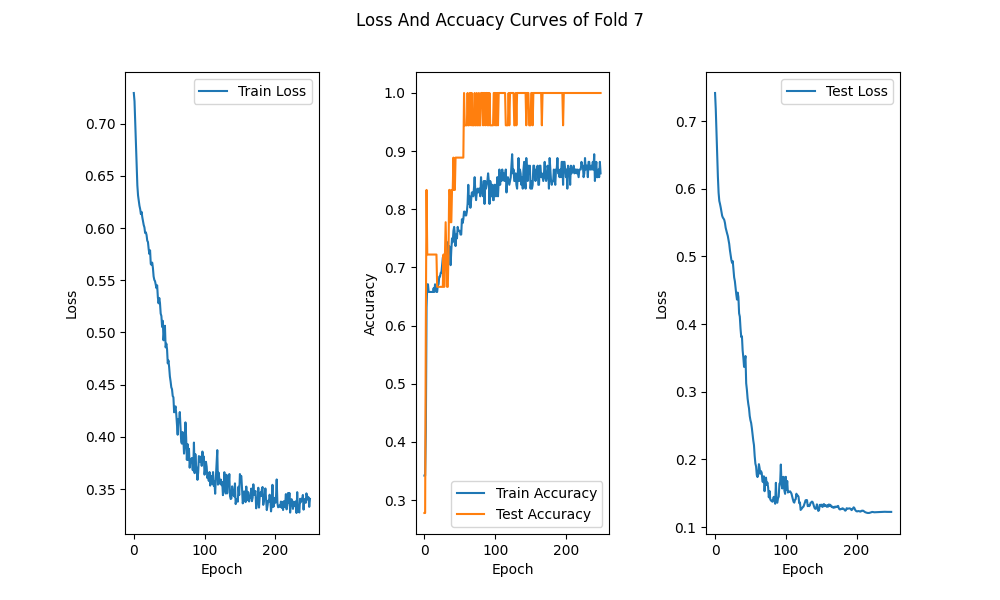 Loss And Accuacy Curves of Fold 7
Train Loss
0.70
0.65
0.60
0.55
0.50
0.45
0.40
0.35
Loss
0
100
200
Epoch
1.0
0.9
0.8
0.7
0.6
0.5
0.4
0.3
Accuracy
Train Accuracy
Test Accuracy
0
100
200
Epoch
Test Loss
0.7
0.6
0.5
0.4
0.3
0.2
0.1
Loss
0
100
200
Epoch